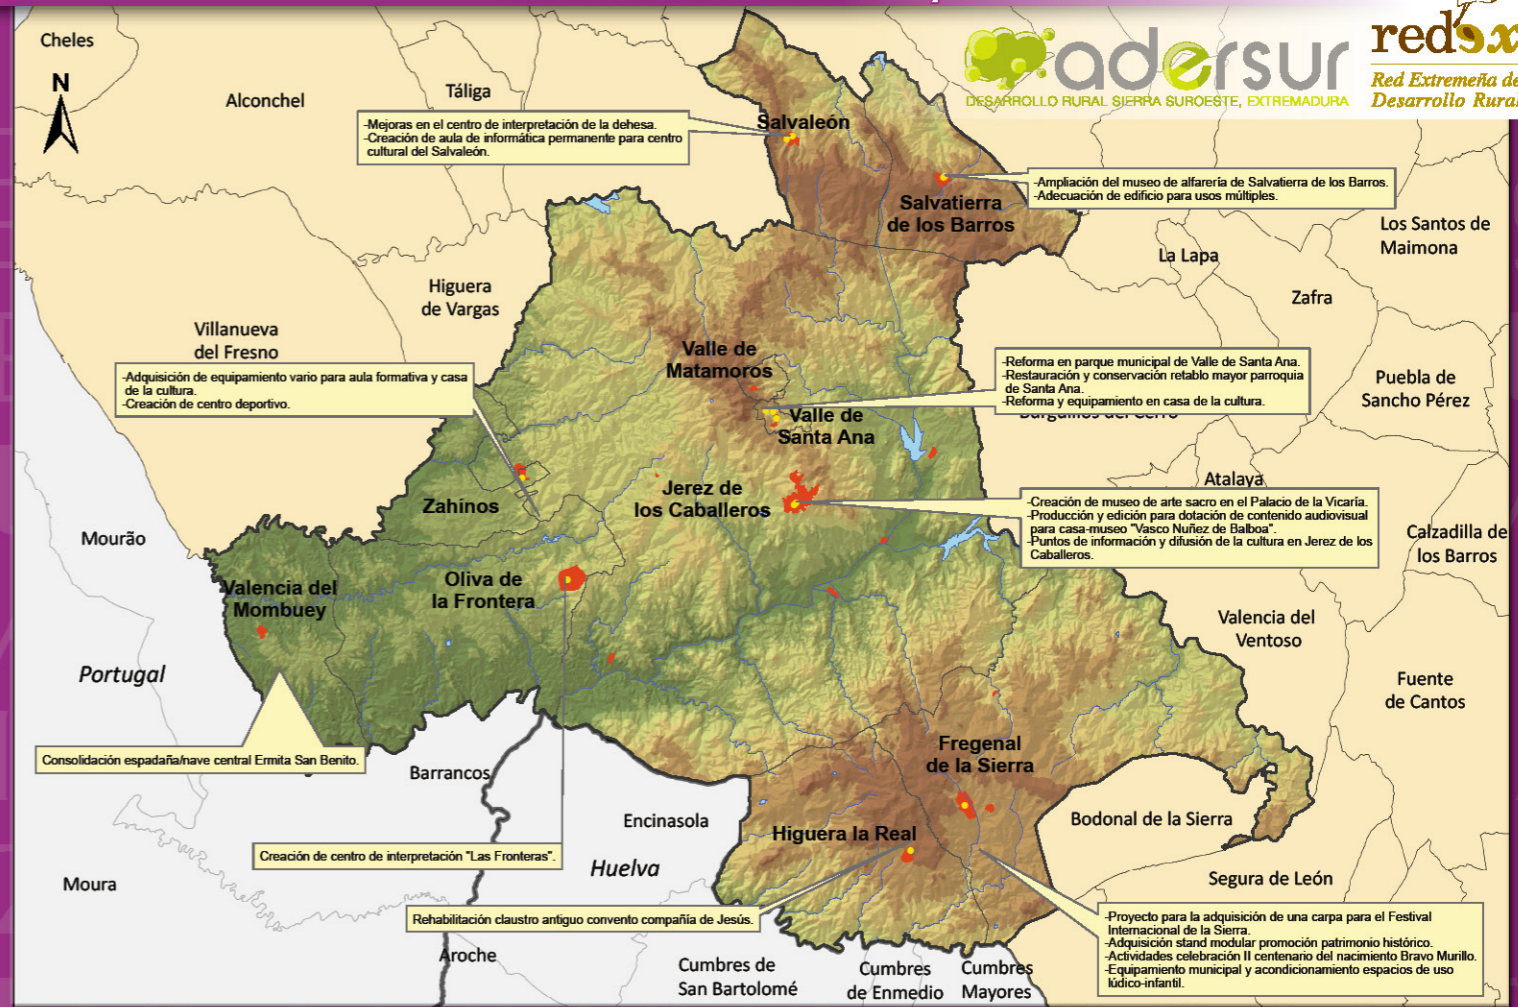 adersur
DESARROLLO RURAL SIERRA SUROESTE, EXTREMADURA
redex
Red Extremeña de
Desarrollo Rural
N
Cheles
Alconchel
Táliga
-Mejoras en el centro de interpretación de la dehesa.
-Creación de aula de informática permanente para centro
cultural del Salvaleón.
Salvaleón
-Ampliación del museo de alfarería de Salvatierra de los Barros.
-Adecuación de edificio para usos múltiples.
Salvatierra
de los Barros
Los Santos de
Maimona
La Lapa
Zafra
Higuera
de Vargas
Villanueva
del Fresno
-Adquisición de equipamiento vario para aula formativa y casa
de la cultura.
-Creación de centro deportivo.
Valle de
Matamoros
-Reforma en parque municipal de Valle de Santa Ana.
-Restauración y conservación retablo mayor parroquia
de Santa Ana.
-Reforma y equipamiento en casa de la cultura.
Burguillos del Cerro
Puebla de
Sancho Pérez
Valle de
Santa Ana
Atalaya
Zahinos
Jerez de
los Caballeros
-Creación de museo de arte sacro en el Palacio de la Vicaría.
-Producción y edición para dotación de contenido audiovisual
para casa-museo "Vasco Nuñez de Balboa".
-Puntos de información y difusión de la cultura en Jerez de los
Caballeros.
Calzadilla de
los Barros
Mourão
Valencia del
Mombuey
Oliva de
la Frontera
Valencia del
Ventoso
Portugal
Fuente
de Cantos
Consolidación espadaña/nave central Ermita San Benito.
Barrancos
Fregenal
de la Sierra
Encinasola
Higuera la Real
Bodonal de la Sierra
Creación de centro de interpretación "Las Fronteras".
Huelva
Moura
Segura de León
Rehabilitación claustro antiguo convento compañía de Jesús.
-Proyecto para la adquisición de una carpa para el Festival
Internacional de la Sierra.
-Adquisición stand modular promoción patrimonio histórico.
-Actividades celebración II centenario del nacimiento Bravo Murillo.
-Equipamiento municipal y acondicionamiento espacios de uso
lúdico-infantil.
Aroche
Cumbres de
San Bartolomé
Cumbres
de Enmedio
Cumbres
Mayores